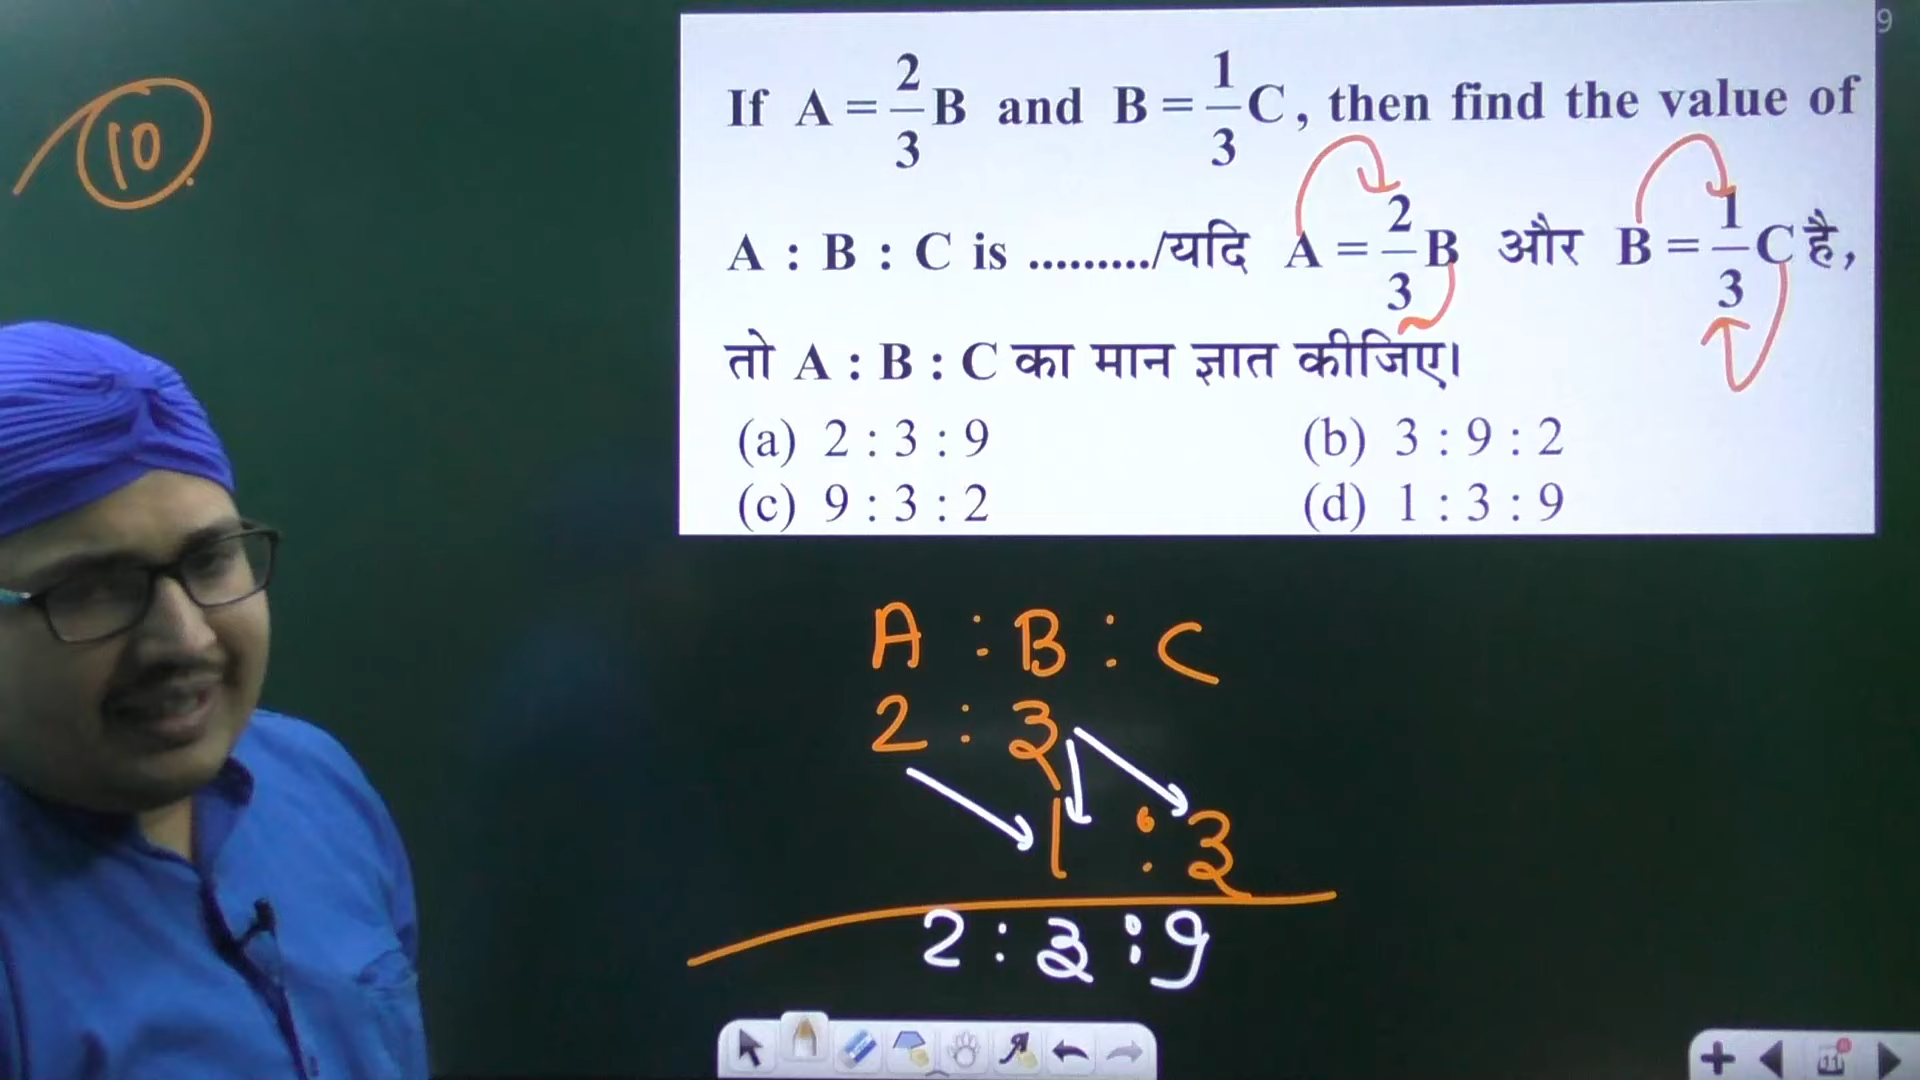 9
10
If A = 2/3 B and B = 1/3 C, then find the value of
A : B : C is ........./यदि A = 2/3 B और B = 1/3 C है,
तो A : B : C का मान ज्ञात कीजिए।
(a) 2 : 3 : 9 (b) 3 : 9 : 2
(c) 9 : 3 : 2 (d) 1 : 3 : 9
A : B : C
2 : 3
1 : 3
2 : 3 : 9
11